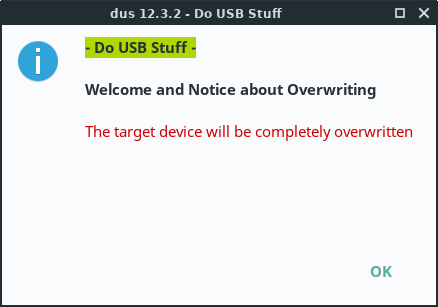 dus 12.3.2 - Do USB Stuff
- Do USB Stuff -
Welcome and Notice about Overwriting
The target device will be completely overwritten
OK